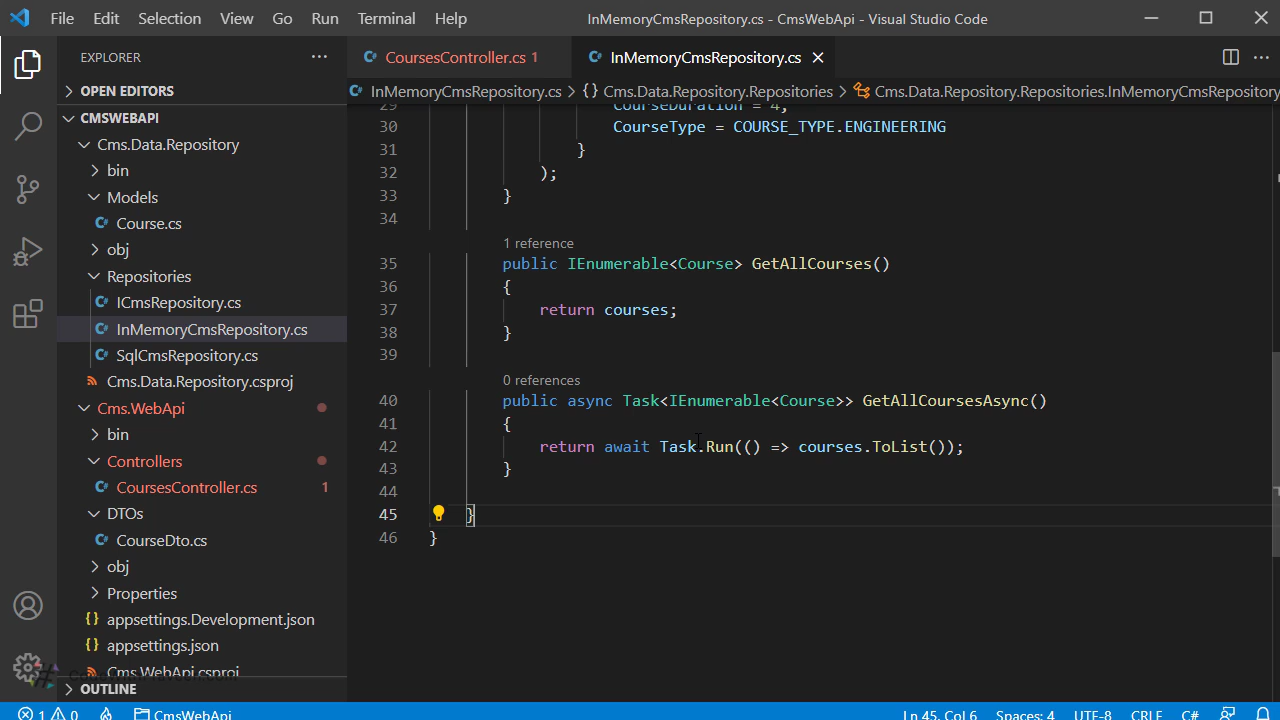 File Edit Selection View Go Run Terminal Help InMemoryCmsRepository.cs - CmsWebApi - Visual Studio Code
EXPLORER ···
OPEN EDITORS
CMSWEBAPI
Cms.Data.Repository
bin
Models
C# Course.cs
obj
Repositories
C# ICmsRepository.cs
C# InMemoryCmsRepository.cs
C# SqlCmsRepository.cs
Cms.Data.Repository.csproj
Cms.WebApi
bin
Controllers
C# CoursesController.cs 1
DTOs
C# CourseDto.cs
obj
Properties
{} appsettings.Development.json
{} appsettings.json
Cms.WebApi.csproj
OUTLINE
C# CoursesController.cs 1 C# InMemoryCmsRepository.cs
C# InMemoryCmsRepository.cs > {} Cms.Data.Repository.Repositories > Cms.Data.Repository.Repositories.InMemoryCmsRepository
29 CourseDuration = 4,
30 CourseType = COURSE_TYPE.ENGINEERING
31 }
32 );
33 }
34
1 reference
35 public IEnumerable<Course> GetAllCourses()
36 {
37 return courses;
38 }
39
0 references
40 public async Task<IEnumerable<Course>> GetAllCoursesAsync()
41 {
42 return await Task.Run(() => courses.ToList());
43 }
44
45 }
46 }
1 0 CmsWebApi Ln 45, Col 6 Spaces: 4 UTF-8 CRLF C#